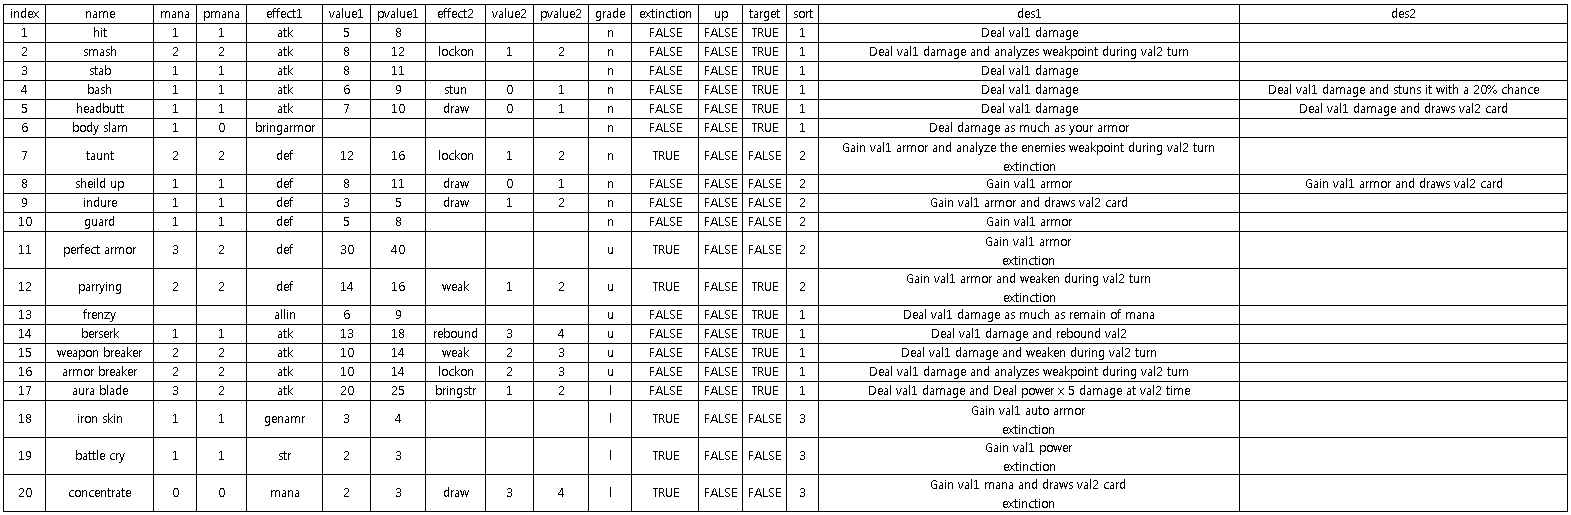 index name mana pmana effect1 value1 pvalue1 effect2 value2 pvalue2 grade extinction up target sort des1 des2
1 hit 1 1 atk 5 8 n FALSE FALSE TRUE 1 Deal val1 damage
2 smash 2 2 atk 8 12 lockon 1 2 n FALSE FALSE TRUE 1 Deal val1 damage and analyzes weakpoint during val2 turn
3 stab 1 1 atk 8 11 n FALSE FALSE TRUE 1 Deal val1 damage
4 bash 1 1 atk 6 9 stun 0 1 n FALSE FALSE TRUE 1 Deal val1 damage Deal val1 damage and stuns it with a 20% chance
5 headbutt 1 1 atk 7 10 draw 0 1 n FALSE FALSE TRUE 1 Deal val1 damage Deal val1 damage and draws val2 card
6 body slam 1 0 bringarmor n FALSE FALSE TRUE 1 Deal damage as much as your armor
7 taunt 2 2 def 12 16 lockon 1 2 n TRUE FALSE FALSE 2 Gain val1 armor and analyze the enemies weakpoint during val2 turn
extinction
8 sheild up 1 1 def 8 11 draw 0 1 n FALSE FALSE FALSE 2 Gain val1 armor Gain val1 armor and draws val2 card
9 indure 1 1 def 3 5 draw 1 2 n FALSE FALSE FALSE 2 Gain val1 armor and draws val2 card
10 guard 1 1 def 5 8 n FALSE FALSE FALSE 2 Gain val1 armor
11 perfect armor 3 2 def 30 40 u TRUE FALSE FALSE 2 Gain val1 armor
extinction
12 parrying 2 2 def 14 16 weak 1 2 u TRUE FALSE TRUE 2 Gain val1 armor and weaken during val2 turn
extinction
13 frenzy allin 6 9 u FALSE FALSE TRUE 1 Deal val1 damage as much as remain of mana
14 berserk 1 1 atk 13 18 rebound 3 4 u FALSE FALSE TRUE 1 Deal val1 damage and rebound val2
15 weapon breaker 2 2 atk 10 14 weak 2 3 u FALSE FALSE TRUE 1 Deal val1 damage and weaken during val2 turn
16 armor breaker 2 2 atk 10 14 lockon 2 3 u FALSE FALSE TRUE 1 Deal val1 damage and analyzes weakpoint during val2 turn
17 aura blade 3 2 atk 20 25 bringstr 1 2 l FALSE FALSE TRUE 1 Deal val1 damage and Deal power x 5 damage at val2 time
18 iron skin 1 1 genamr 3 4 l TRUE FALSE FALSE 3 Gain val1 auto armor
extinction
19 battle cry 1 1 str 2 3 l TRUE FALSE FALSE 3 Gain val1 power
extinction
20 concentrate 0 0 mana 2 3 draw 3 4 l TRUE FALSE FALSE 3 Gain val1 mana and draws val2 card
extinction